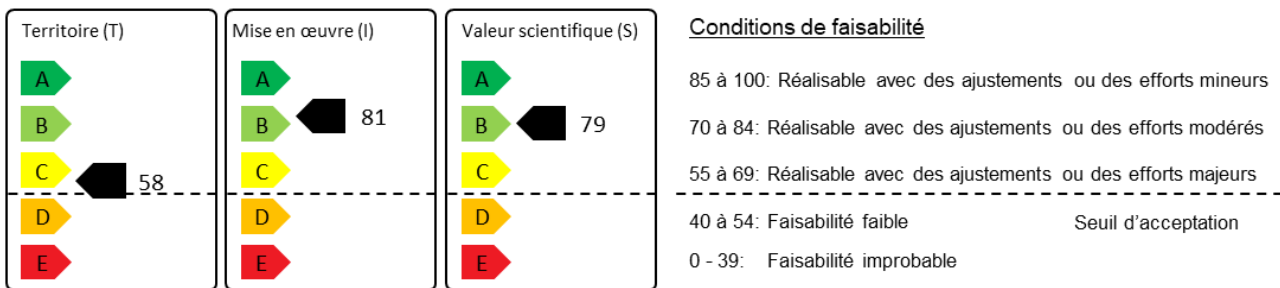 Territoire (T)
A
B
C
58
D
E
Mise en œuvre (I)
A
B
81
C
D
E
Valeur scientifique (S)
A
B
79
C
D
E
Conditions de faisabilité
85 à 100: Réalisable avec des ajustements ou des efforts mineurs
70 à 84: Réalisable avec des ajustements ou des efforts modérés
55 à 69: Réalisable avec des ajustements ou des efforts majeurs
40 à 54: Faisabilité faible Seuil d’acceptation
0 - 39: Faisabilité improbable